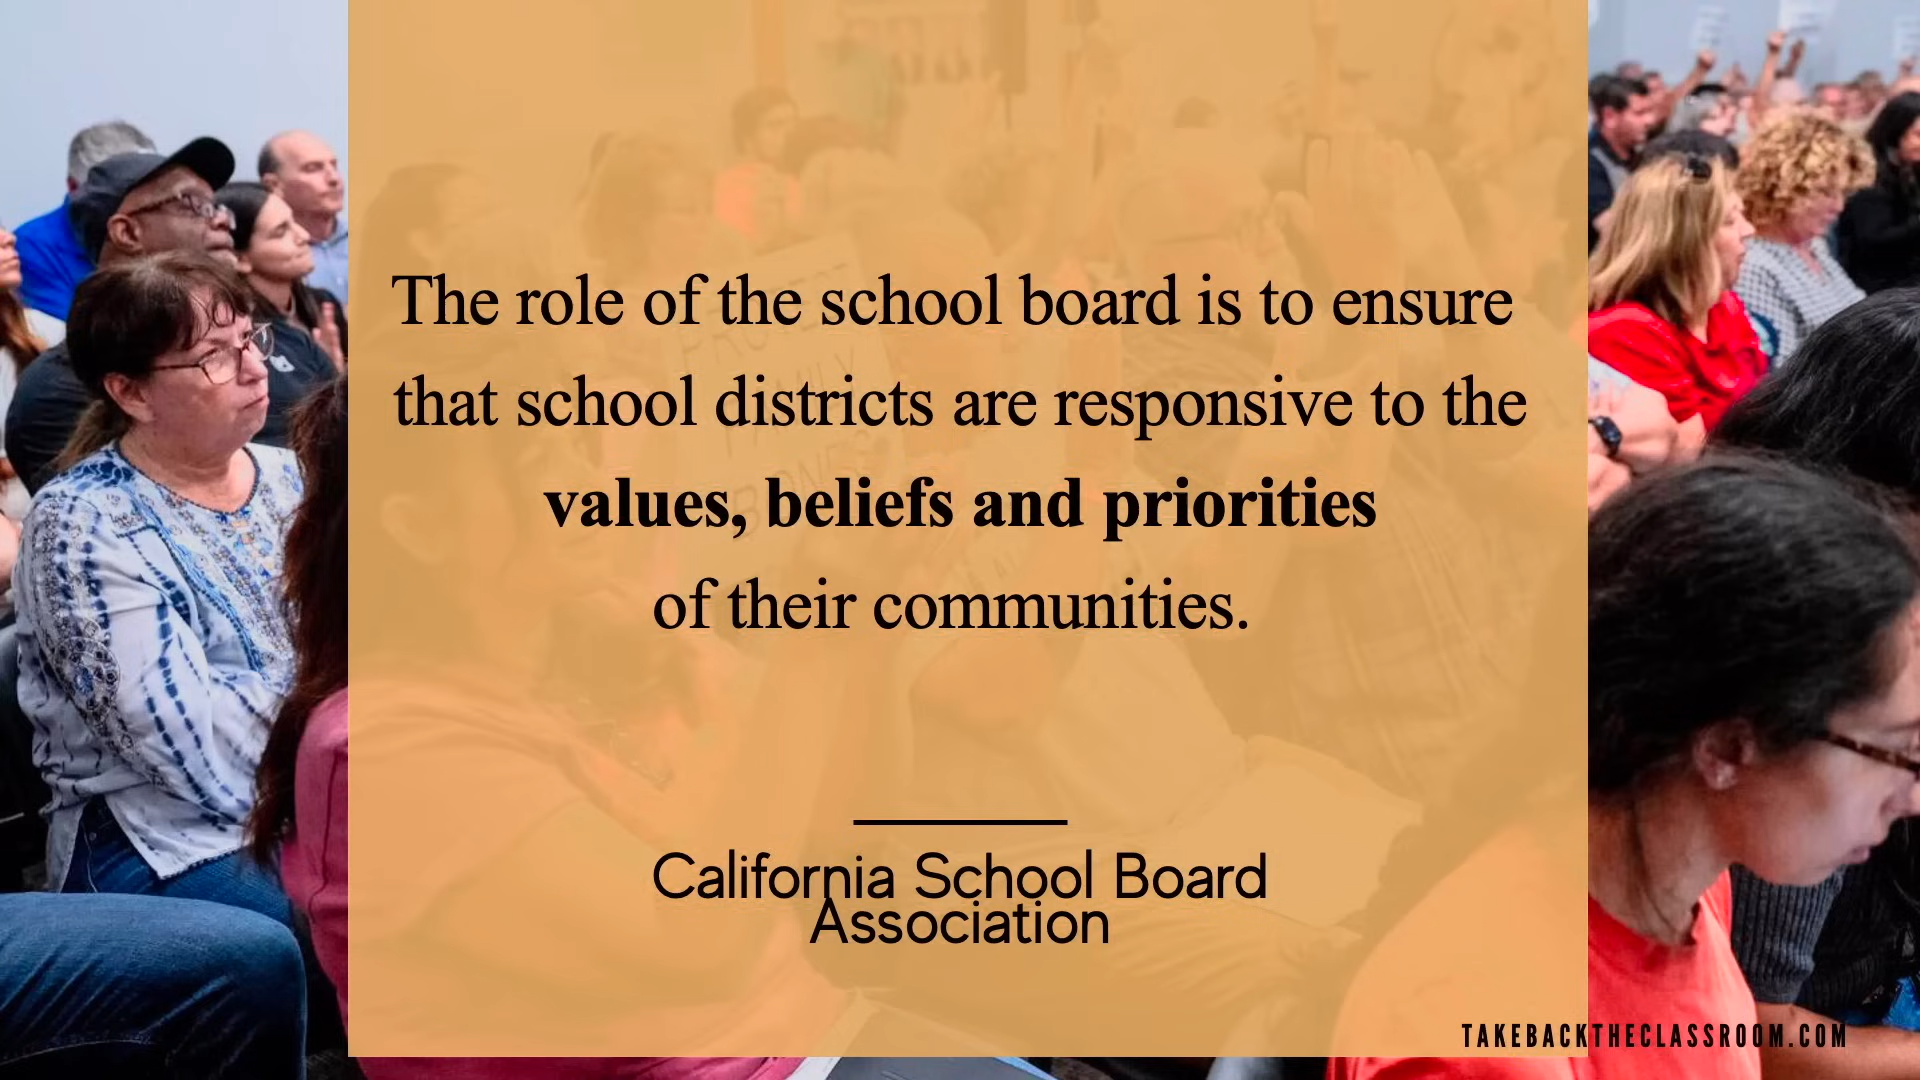 The role of the school board is to ensure
that school districts are responsive to the
values, beliefs and priorities
of their communities.
California School Board
Association
TAKEBACKTHECLASSROOM.COM